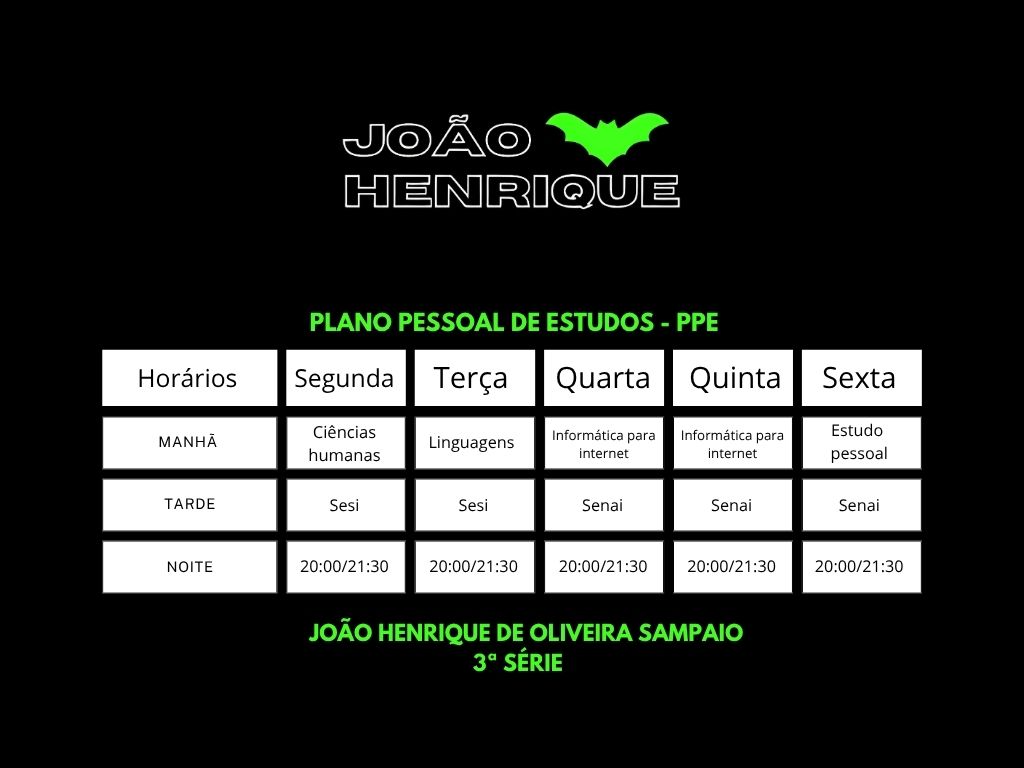 JOÃO
HENRIQUE
PLANO PESSOAL DE ESTUDOS - PPE
Horários Segunda Terça Quarta Quinta Sexta
MANHÃ Ciências humanas Linguagens Informática para internet Informática para internet Estudo pessoal
TARDE Sesi Sesi Senai Senai Senai
NOITE 20:00/21:30 20:00/21:30 20:00/21:30 20:00/21:30 20:00/21:30
JOÃO HENRIQUE DE OLIVEIRA SAMPAIO
3ª SÉRIE